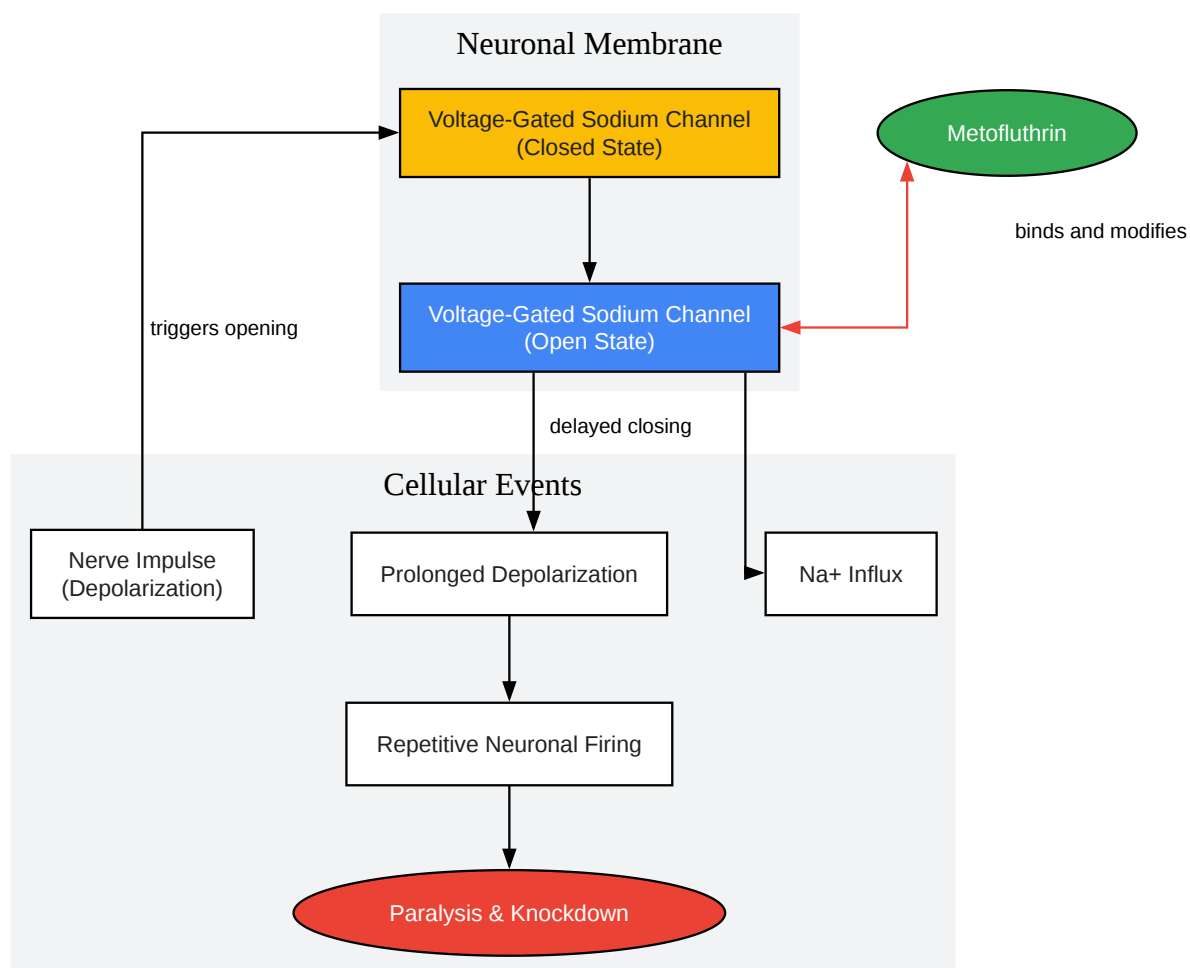 Neuronal Membrane
Voltage-Gated Sodium Channel
(Closed State)
Metofluthrin
binds and modifies
Voltage-Gated Sodium Channel
(Open State)
triggers opening
delayed closing
Cellular Events
Nerve Impulse
(Depolarization)
Prolonged Depolarization
Na+ Influx
Repetitive Neuronal Firing
Paralysis & Knockdown